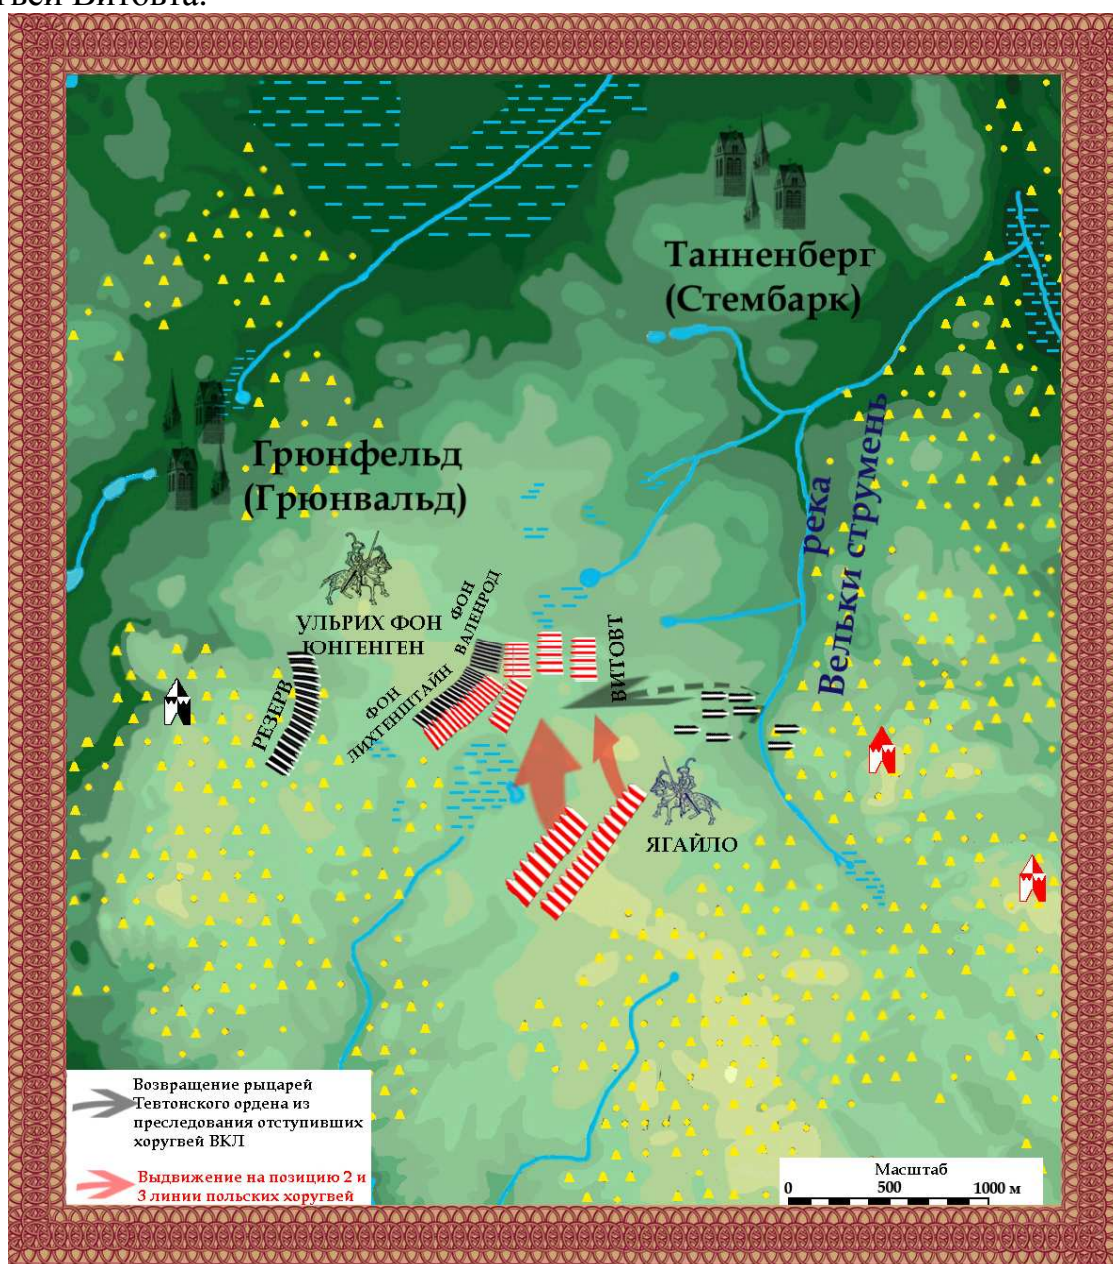 Витовта.
Танненберг
(Стембарк)
Грюнфельд
(Грюнвальд)
река
Вельки струмень
УЛЬРИХ ФОН
ЮНГЕНГЕН
ФОН
ВАЛЕНРОД
ФОН
ЛИХТЕНШТАЙН
РЕЗЕРВ
ВИТОВТ
ЯГАЙЛО
Возвращение рыцарей
Тевтонского ордена из
преследования отступивших
хоругвей ВКЛ
Выдвижение на позицию 2 и
3 линии польских хоругвей
Масштаб
0 500 1000 м